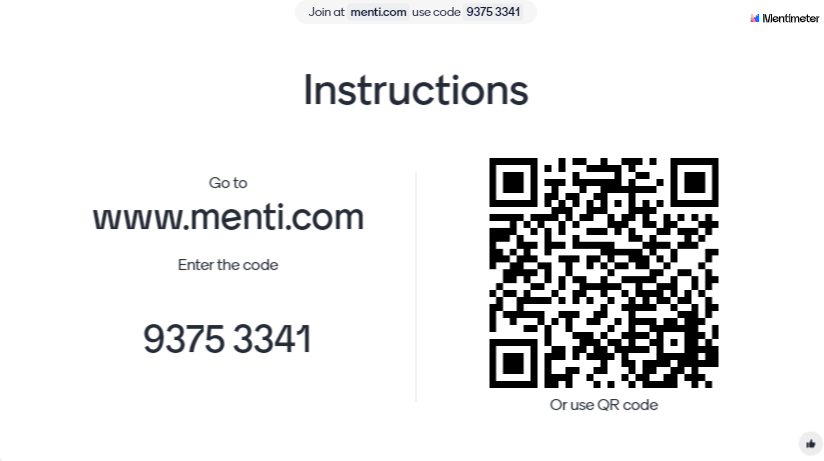 Join at menti.com use code 9375 3341
Mentimeter
Instructions
Go to
www.menti.com
Enter the code
9375 3341
Or use QR code